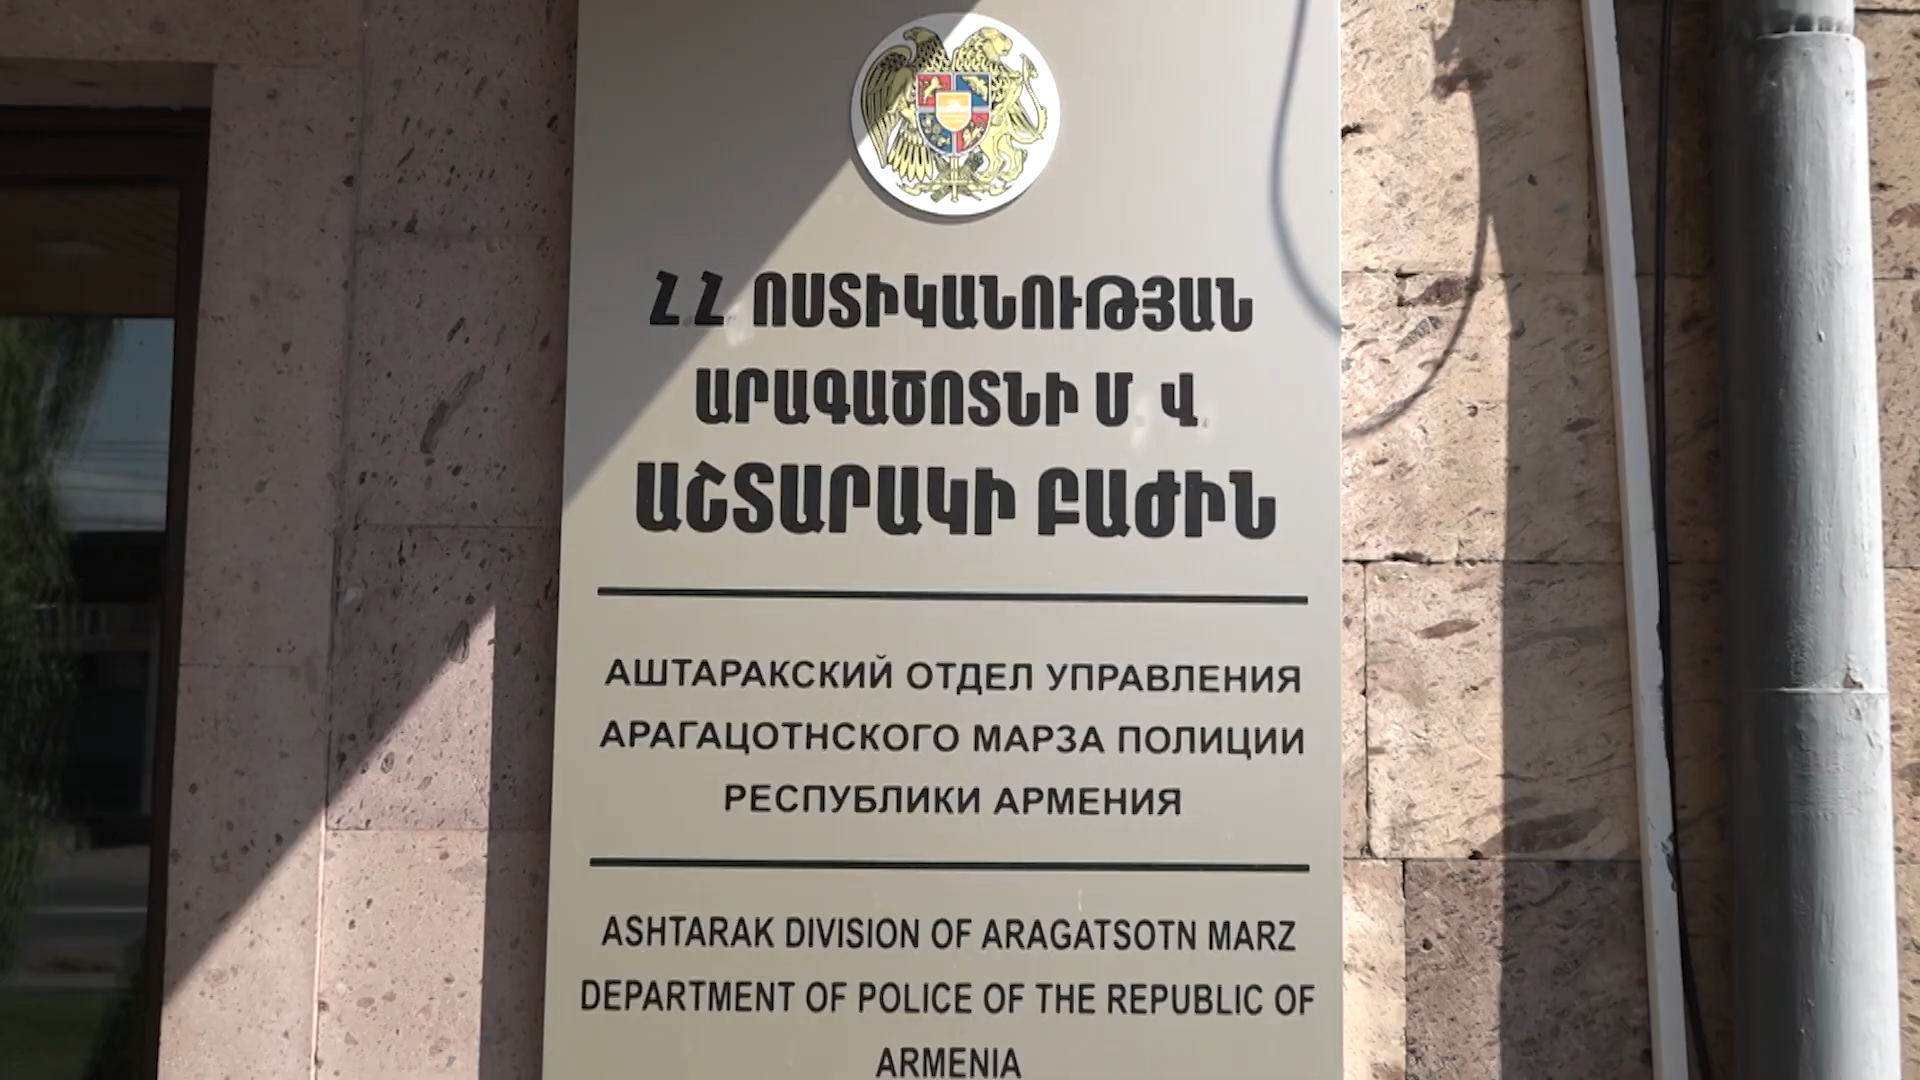 ՀՀ ՈՍՏԻԿԱՆՈՒԹՅԱՆ
ԱՐԱԳԱԾՈՏՆԻ Մ Վ
ԱՇՏԱՐԱԿԻ ԲԱԺԻՆ
АШТАРАКСКИЙ ОТДЕЛ УПРАВЛЕНИЯ
АРАГАЦОТНСКОГО МАРЗА ПОЛИЦИИ
РЕСПУБЛИКИ АРМЕНИЯ
ASHTARAK DIVISION OF ARAGATSOTN MARZ
DEPARTMENT OF POLICE OF THE REPUBLIC OF
ARMENIA